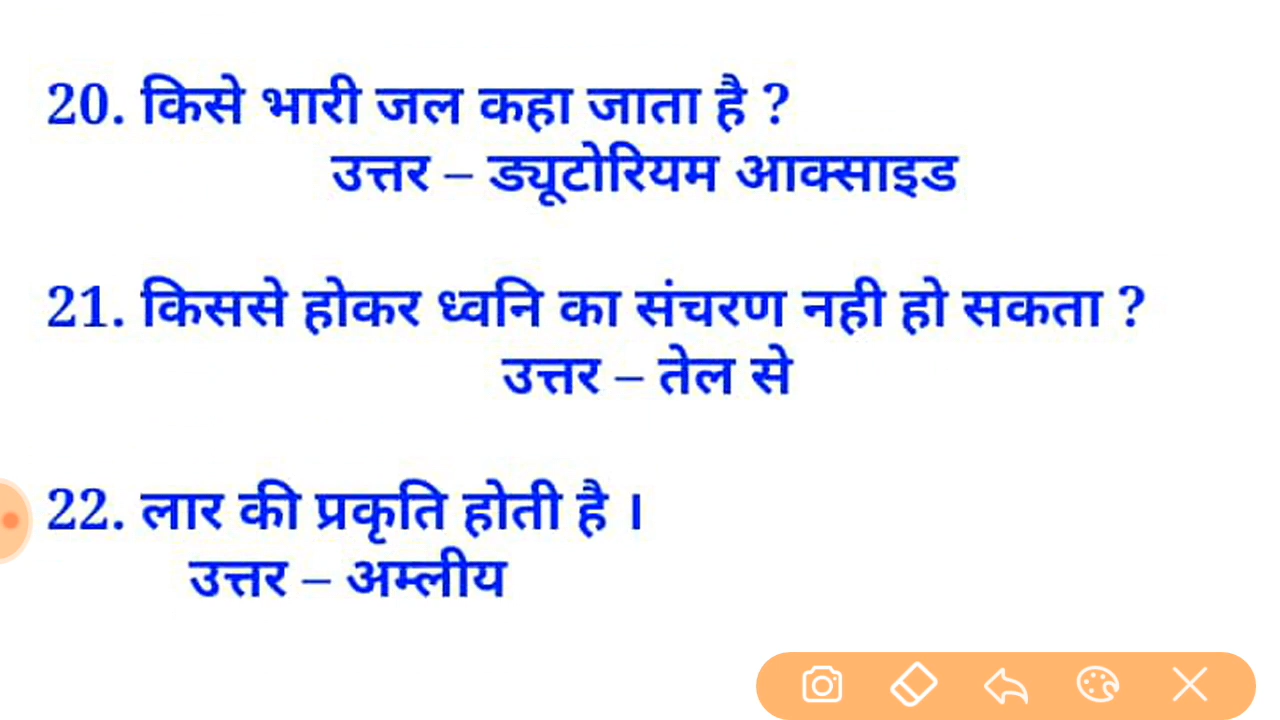 20. किसे भारी जल कहा जाता है ?
उत्तर – ड्यूटोरियम आक्साइड
21. किससे होकर ध्वनि का संचरण नही हो सकता ?
उत्तर – तेल से
22. लार की प्रकृति होती है ।
उत्तर – अम्लीय